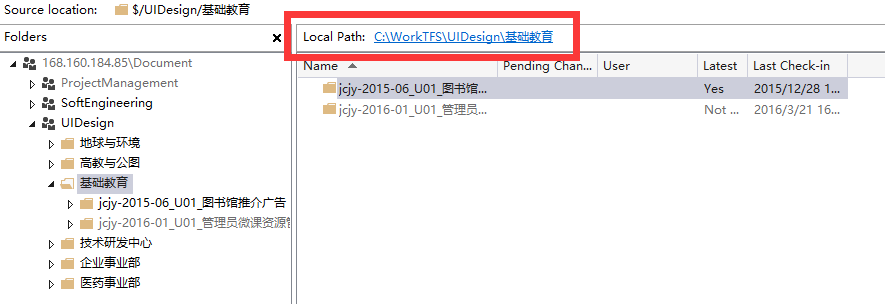 Source location: $/UIDesign/基础教育
Folders
168.160.184.85\Document
ProjectManagement
SoftEngineering
UIDesign
地球与环境
高教与公图
基础教育
jcjy-2015-06_U01_图书馆推介广告
jcjy-2016-01_U01_管理员微课资源管
技术研发中心
企业事业部
医药事业部
Local Path: C:\WorkTFS\UIDesign\基础教育
Name Pending Chan... User Latest Last Check-in
jcjy-2015-06_U01_图书馆... Yes 2015/12/28 1...
jcjy-2016-01_U01_管理员... Not ... 2016/3/21 16...